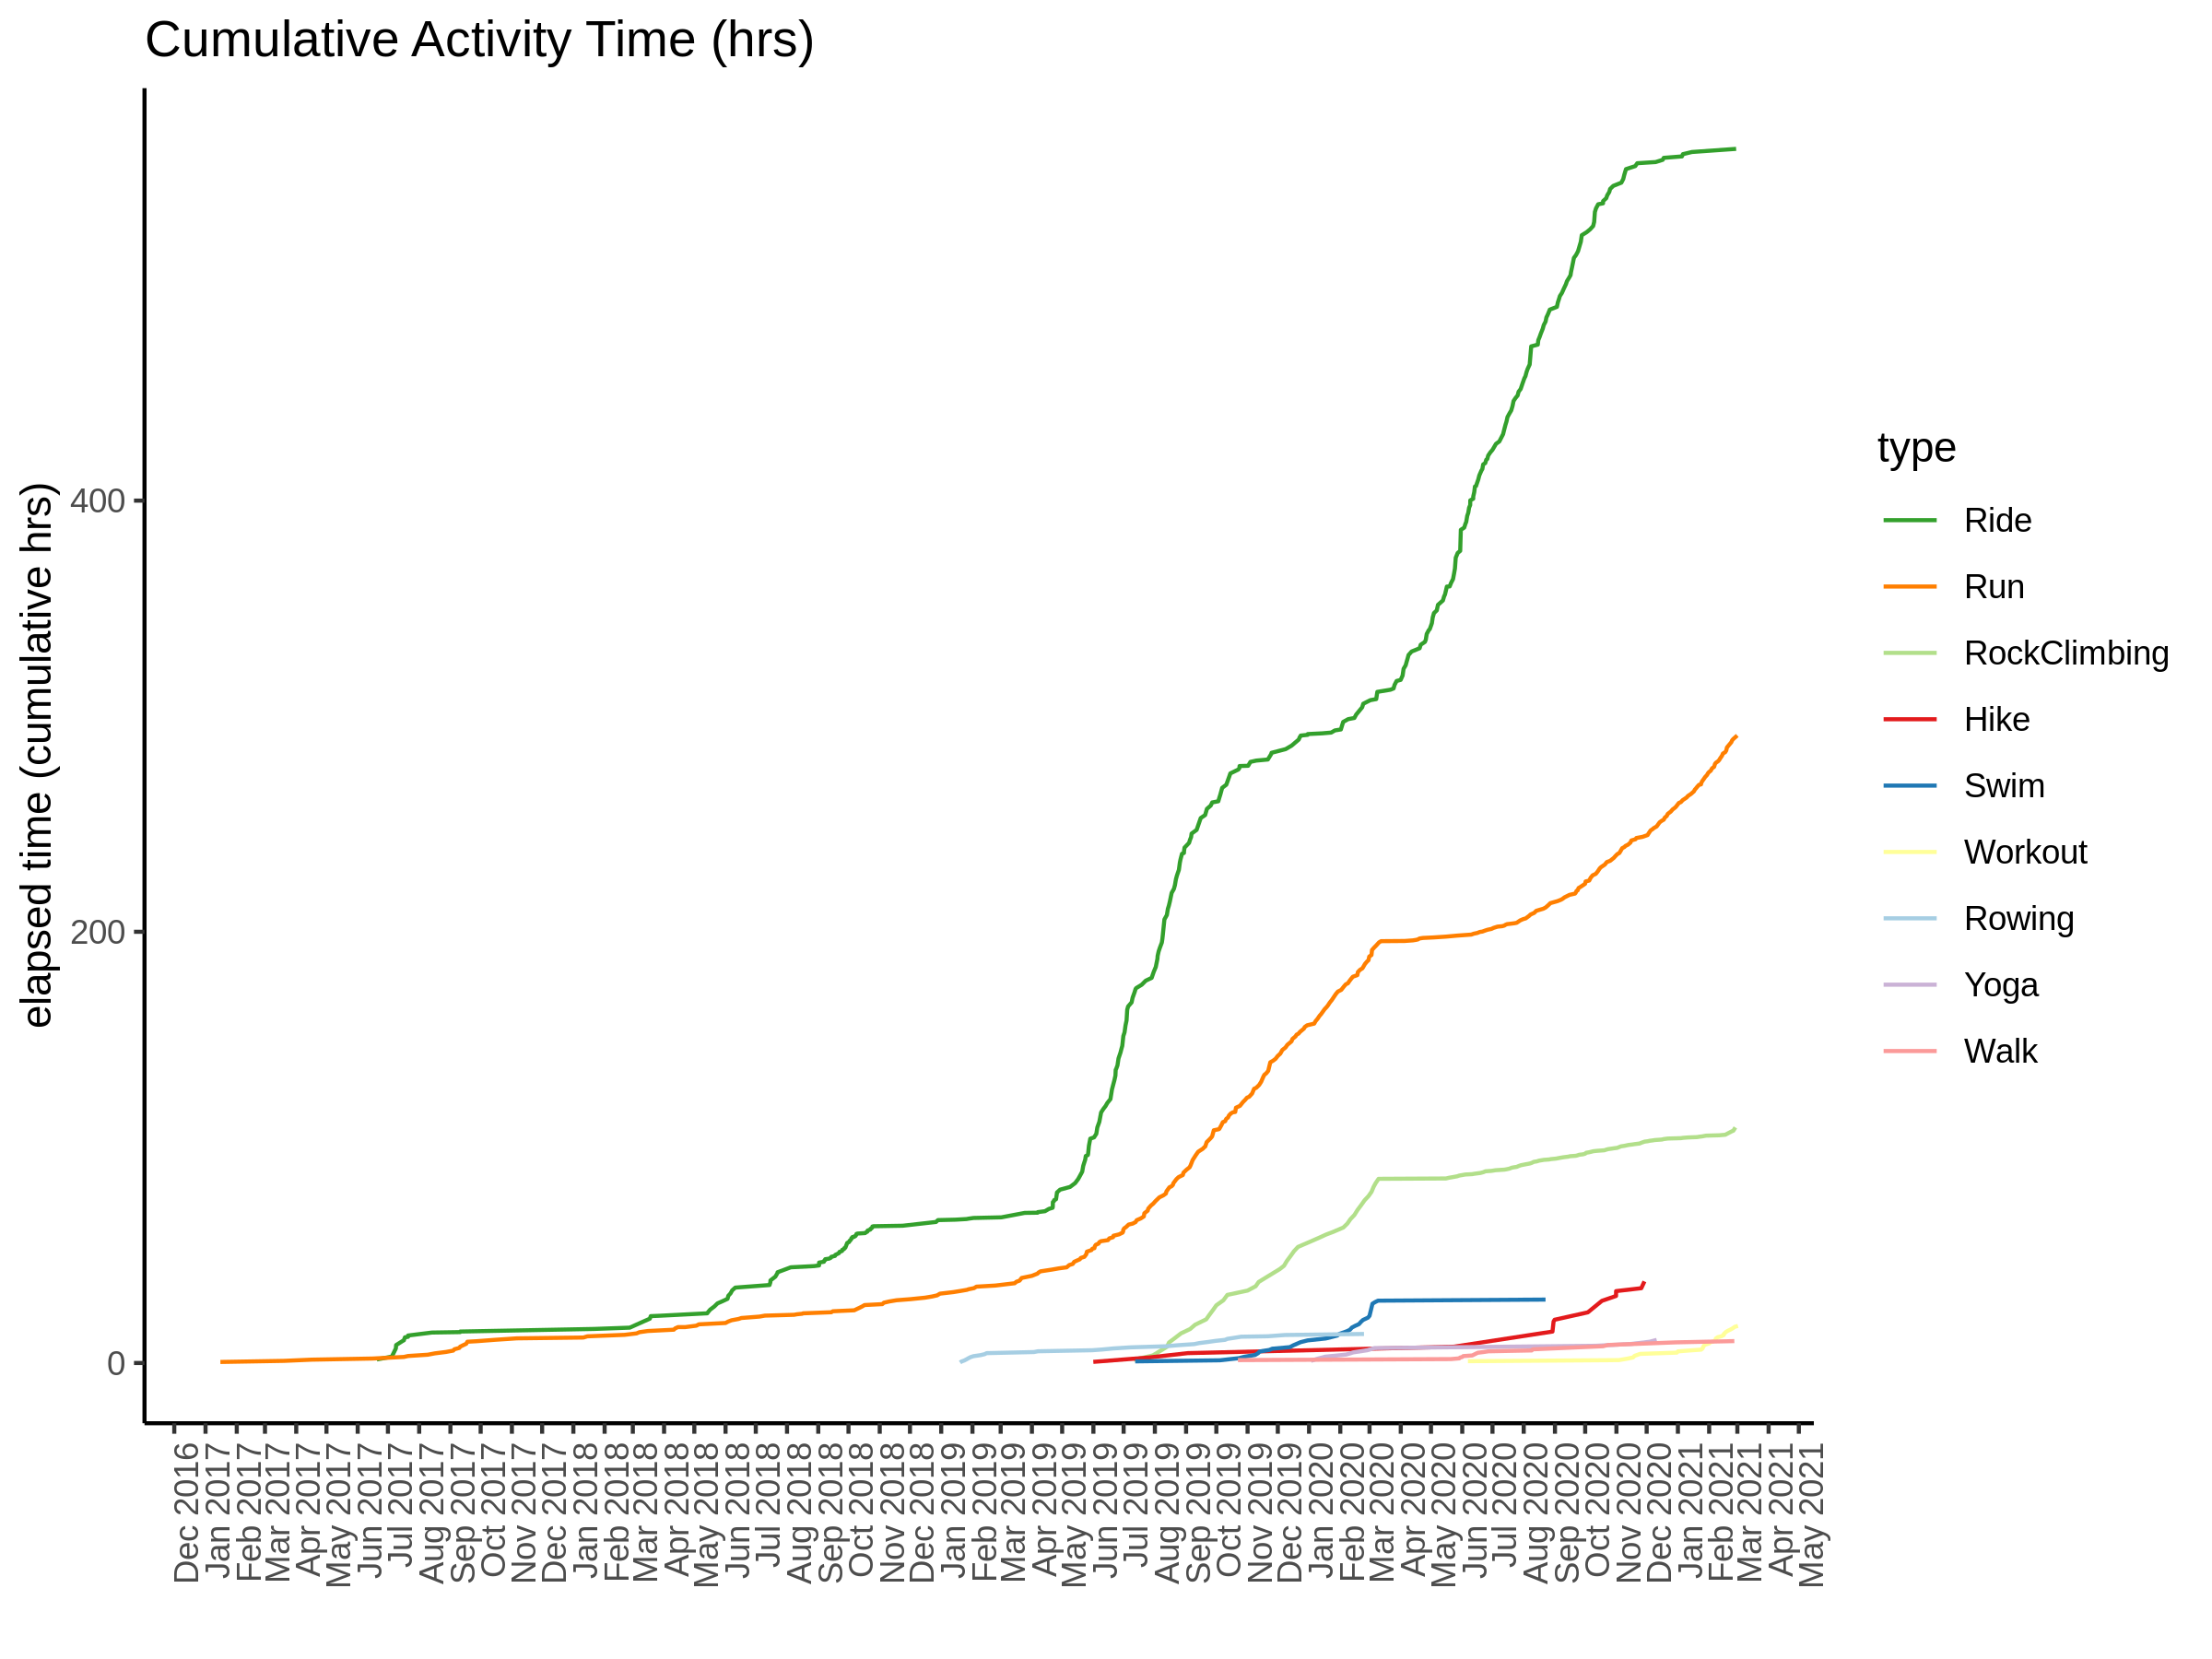 Cumulative Activity Time (hrs)
elapsed time (cumulative hrs)
400
200
0
Dec 2016
Jan 2017
Feb 2017
Mar 2017
Apr 2017
May 2017
Jun 2017
Jul 2017
Aug 2017
Sep 2017
Oct 2017
Nov 2017
Dec 2017
Jan 2018
Feb 2018
Mar 2018
Apr 2018
May 2018
Jun 2018
Jul 2018
Aug 2018
Sep 2018
Oct 2018
Nov 2018
Dec 2018
Jan 2019
Feb 2019
Mar 2019
Apr 2019
May 2019
Jun 2019
Jul 2019
Aug 2019
Sep 2019
Oct 2019
Nov 2019
Dec 2019
Jan 2020
Feb 2020
Mar 2020
Apr 2020
May 2020
Jun 2020
Jul 2020
Aug 2020
Sep 2020
Oct 2020
Nov 2020
Dec 2020
Jan 2021
Feb 2021
Mar 2021
Apr 2021
May 2021
type
Ride
Run
RockClimbing
Hike
Swim
Workout
Rowing
Yoga
Walk